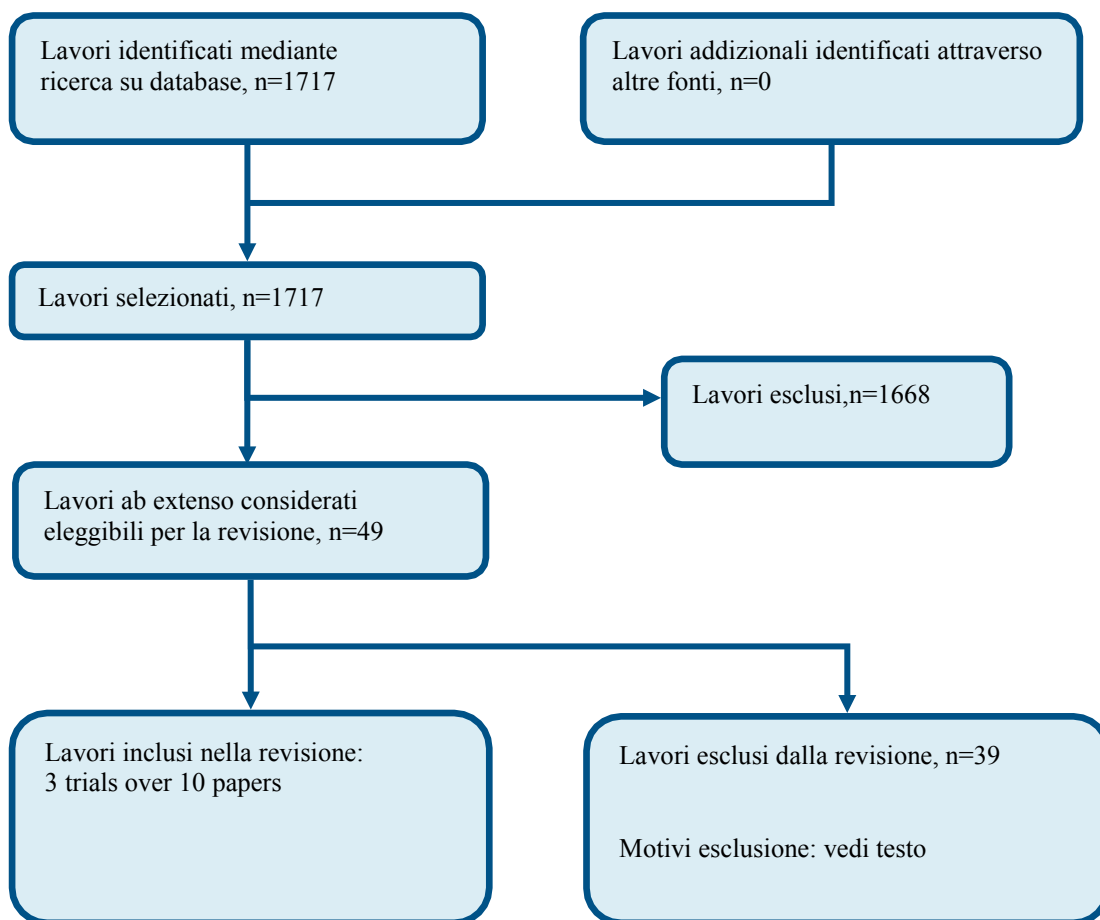 Lavori identificati mediante
ricerca su database, n=1717
Lavori addizionali identificati attraverso
altre fonti, n=0
Lavori selezionati, n=1717
Lavori esclusi,n=1668
Lavori ab extenso considerati
eleggibili per la revisione, n=49
Lavori inclusi nella revisione:
3 trials over 10 papers
Lavori esclusi dalla revisione, n=39
Motivi esclusione: vedi testo